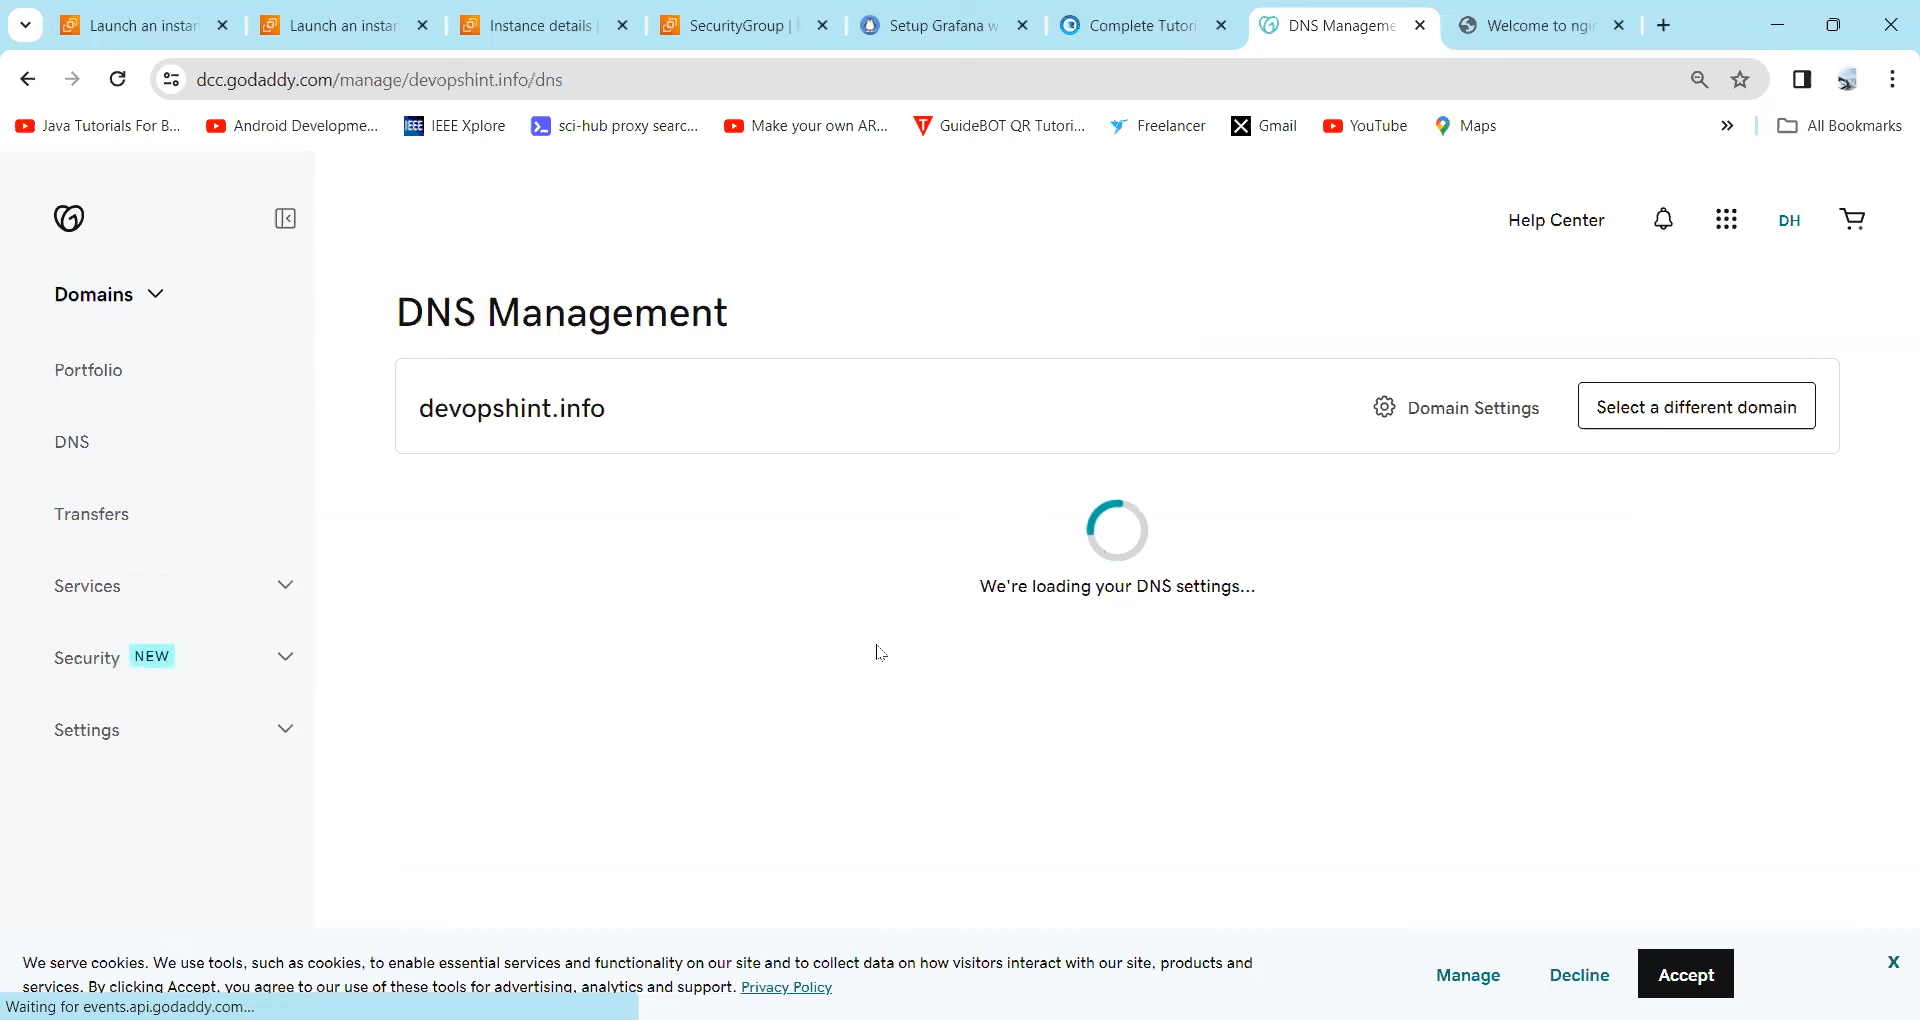 Launch an instar
Launch an instar
Instance details
SecurityGroup |
Setup Grafana w
Complete Tutori
DNS Manageme
Welcome to ngir
dcc.godaddy.com/manage/devopshint.info/dns
Java Tutorials For B...
Android Developme...
IEEE
IEEE Xplore
sci-hub proxy searc...
Make your own AR...
GuideBOT QR Tutori...
Freelancer
Gmail
YouTube
Maps
All Bookmarks
Help Center
DH
Domains
DNS Management
Portfolio
devopshint.info
Domain Settings
Select a different domain
DNS
Transfers
Services
We're loading your DNS settings...
Security NEW
Settings
We serve cookies. We use tools, such as cookies, to enable essential services and functionality on our site and to collect data on how visitors interact with our site, products and
services. By clicking Accept, you agree to our use of these tools for advertising, analytics and support. Privacy Policy
Manage
Decline
Accept
X
Waiting for events.api.godaddy.com...